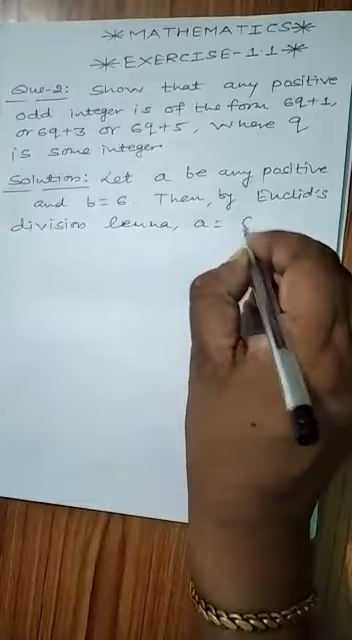 *MATHEMATICS*
*EXERCISE-1.1-*
Que-2: Show that any positive
odd integer is of the form 6q+1,
or 6q+3 or 6q+5, where q
is some integer
Solution: Let a be any positive
and b=6. Then, by Euclid's
division lemma, a=